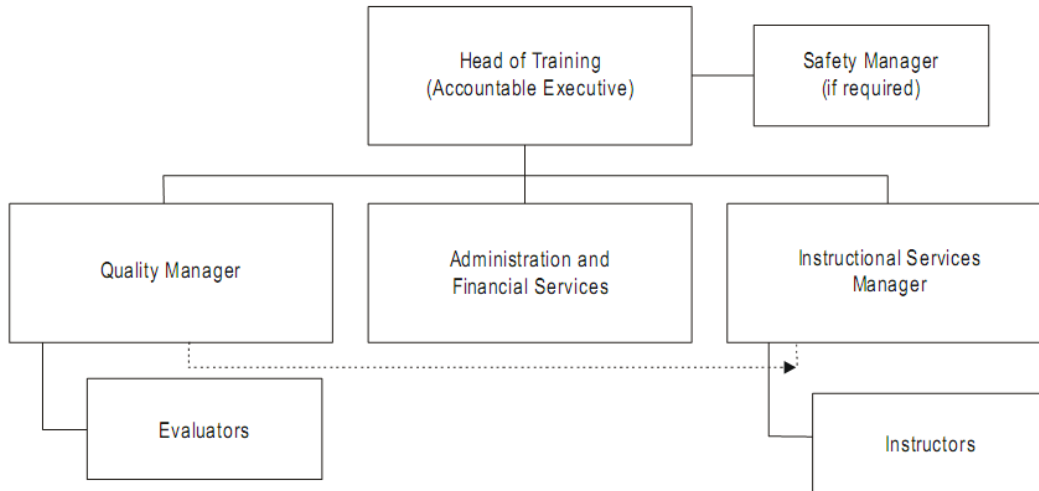 Head of Training
(Accountable Executive)
Safety Manager
(if required)
Quality Manager
Administration and
Financial Services
Instructional Services
Manager
Evaluators
Instructors